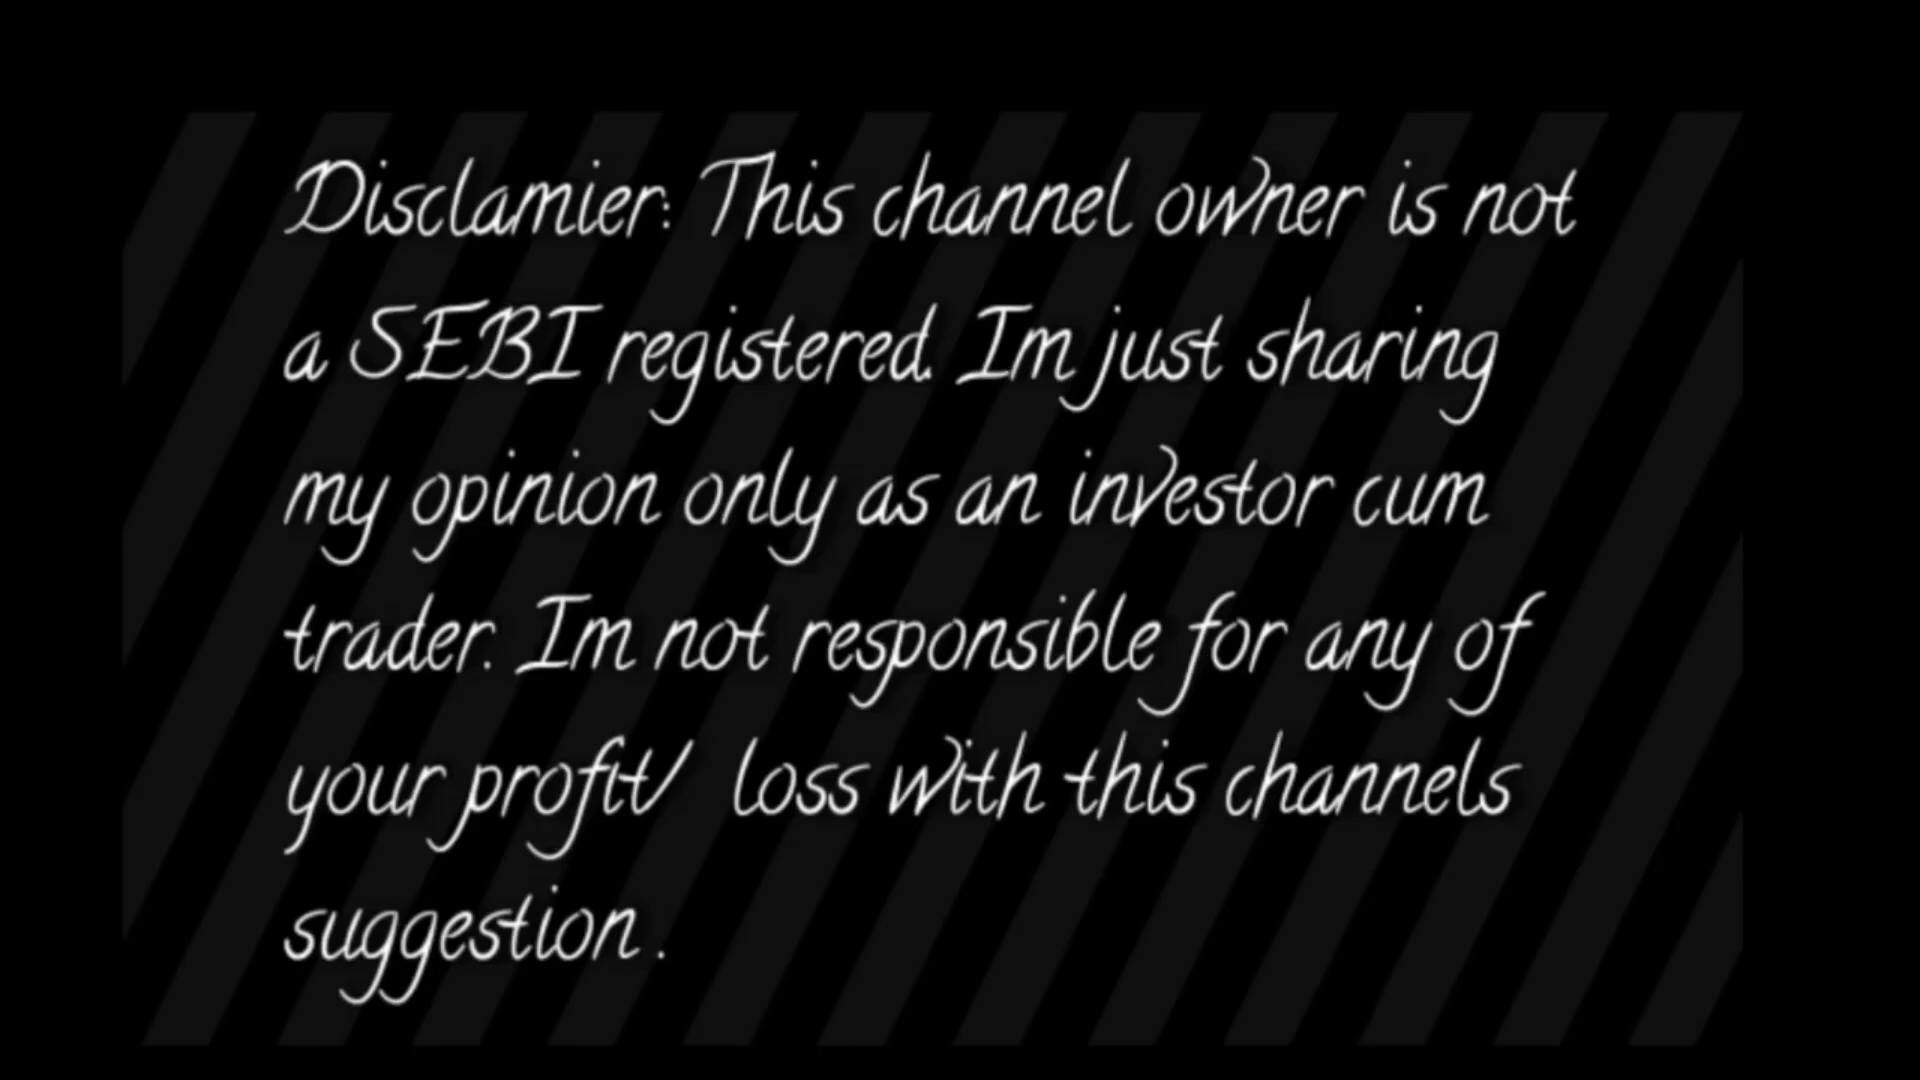 Disclamier: This channel owner is not
a SEBI registered. Im just sharing
my opinion only as an investor cum
trader. Im not responsible for any of
your profit/ loss with this channels
suggestion .